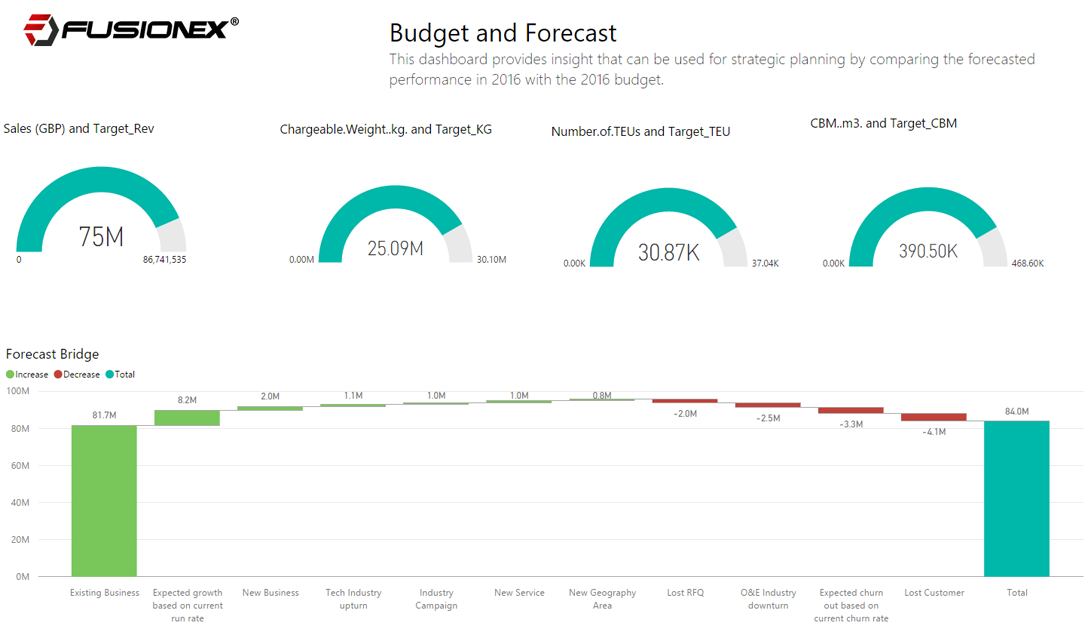 FUSIONEX®
Budget and Forecast
This dashboard provides insight that can be used for strategic planning by comparing the forecasted
performance in 2016 with the 2016 budget.
Sales (GBP) and Target_Rev
Chargeable.Weight..kg. and Target_KG
Number.of.TEUs and Target_TEU
CBM..m3. and Target_CBM
75M
0
86,741,535
25.09M
0.00M
30.10M
30.87K
0.00K
37.04K
390.50K
0.00K
468.60K
Forecast Bridge
Increase Decrease Total
100M
80M
60M
40M
20M
0M
81.7M
8.2M
2.0M
1.1M
1.0M
1.0M
0.8M
-2.0M
-2.5M
-3.3M
-4.1M
84.0M
Existing Business
Expected growth
based on current
run rate
New Business
Tech Industry
upturn
Industry
Campaign
New Service
New Geography
Area
Lost RFQ
O&E Industry
downturn
Expected churn
out based on
current churn rate
Lost Customer
Total